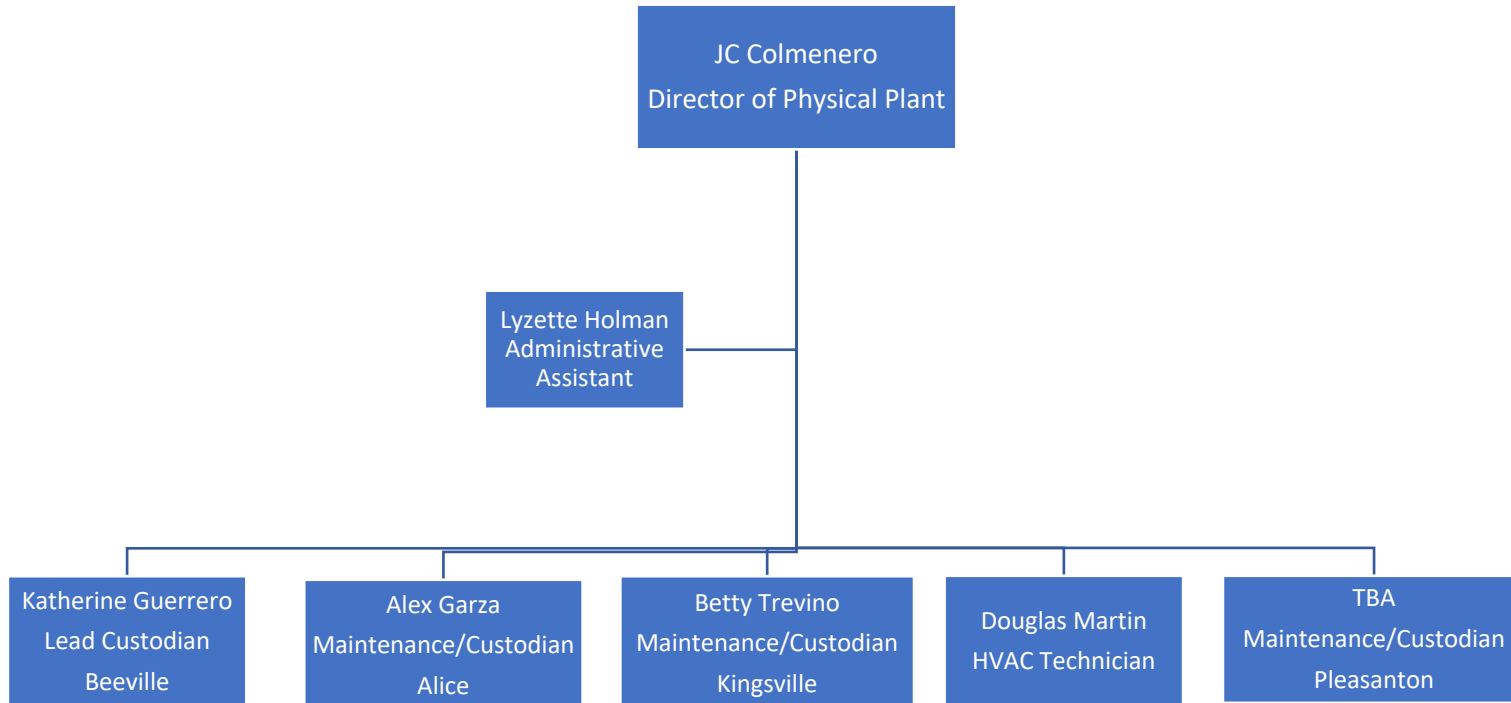 JC Colmenero
Director of Physical Plant
Lyzette Holman
Administrative
Assistant
Katherine Guerrero
Lead Custodian
Beeville
Alex Garza
Maintenance/Custodian
Alice
Betty Trevino
Maintenance/Custodian
Kingsville
Douglas Martin
HVAC Technician
TBA
Maintenance/Custodian
Pleasanton